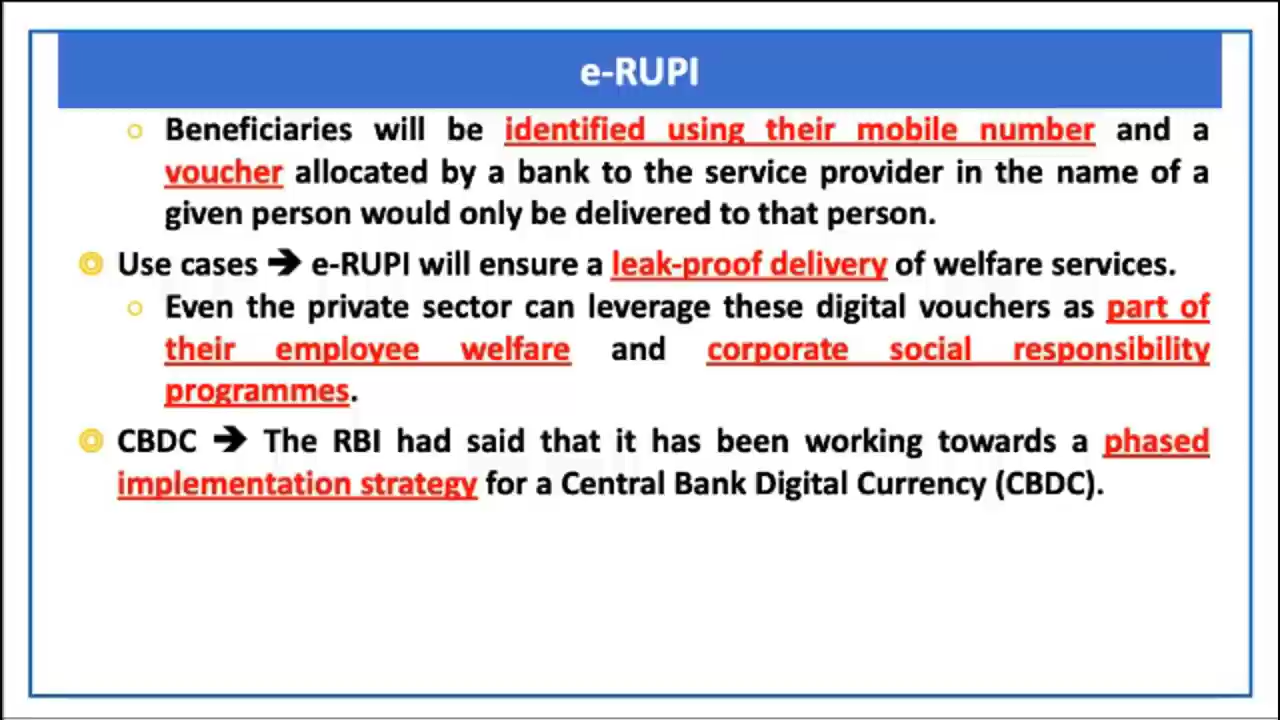 e-RUPI
Beneficiaries will be identified using their mobile number and a
voucher allocated by a bank to the service provider in the name of a
given person would only be delivered to that person.
Use cases ➔ e-RUPI will ensure a leak-proof delivery of welfare services.
Even the private sector can leverage these digital vouchers as part of
their employee welfare and corporate social responsibility
programmes.
CBDC ➔ The RBI had said that it has been working towards a phased
implementation strategy for a Central Bank Digital Currency (CBDC).